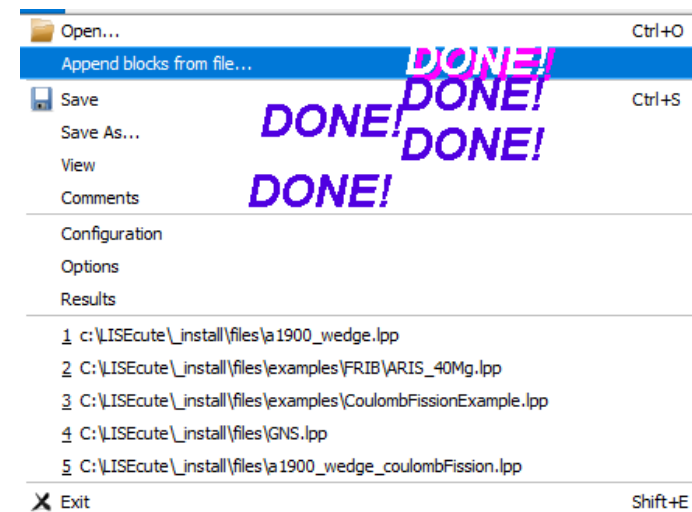 Open... Ctrl+O
Append blocks from file... DONE!
Save DONE! Ctrl+S
Save As... DONE! DONE!
View
Comments DONE!
Configuration
Options
Results
1 c:\LISEcute\_install\files\a1900_wedge.lpp
2 C:\LISEcute\_install\files\examples\FRIB\ARIS_40Mg.lpp
3 C:\LISEcute\_install\files\examples\CoulombFissionExample.lpp
4 C:\LISEcute\_install\files\GNS.lpp
5 C:\LISEcute\_install\files\a1900_wedge_coulombFission.lpp
Exit Shift+E